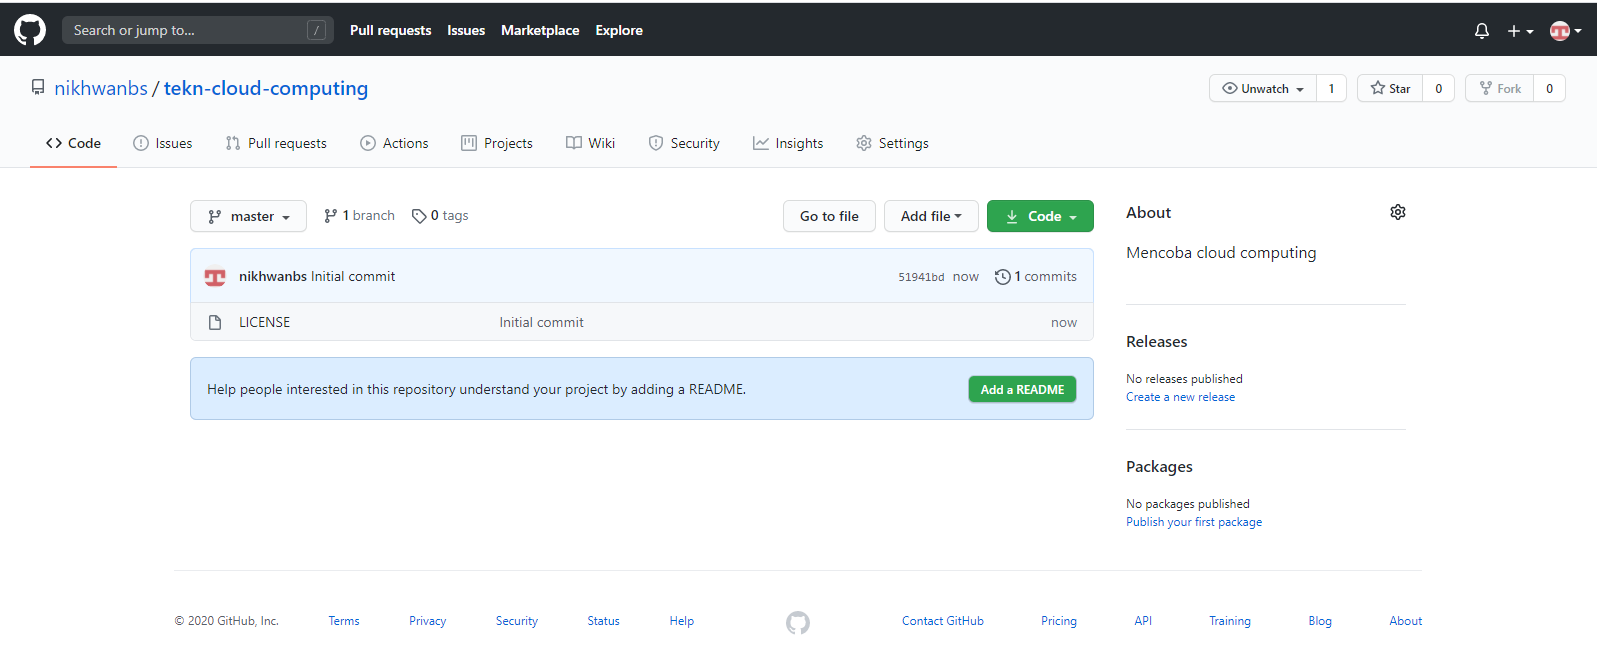 Search or jump to... /
Pull requests Issues Marketplace Explore
nikhwanbs / tekn-cloud-computing
Unwatch 1 Star 0 Fork 0
Code Issues Pull requests Actions Projects Wiki Security Insights Settings
master 1 branch 0 tags
Go to file Add file Code
nikhwanbs Initial commit 51941bd now 1 commits
LICENSE Initial commit now
Help people interested in this repository understand your project by adding a README. Add a README
About
Mencoba cloud computing
Releases
No releases published
Create a new release
Packages
No packages published
Publish your first package
© 2020 GitHub, Inc. Terms Privacy Security Status Help Contact GitHub Pricing API Training Blog About